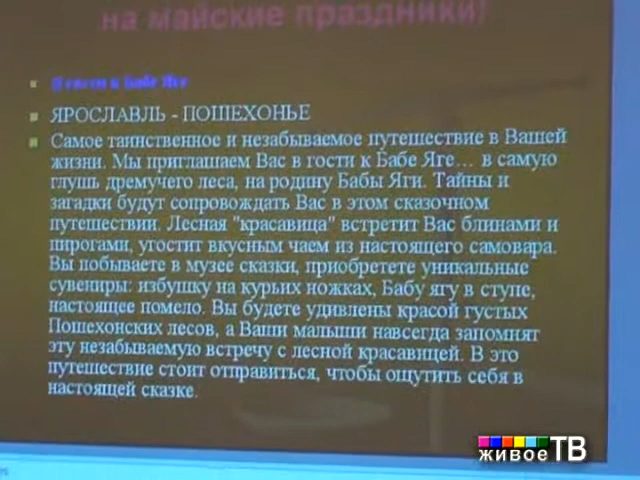 на майские праздники)
В гости к Бабе Яге
ЯРОСЛАВЛЬ - ПОШЕХОНЬЕ
Самое таинственное и незабываемое путешествие в Вашей
жизни. Мы приглашаем Вас в гости к Бабе Яге… в самую
глушь дремучего леса, на родину Бабы Яги. Тайны и
загадки будут сопровождать Вас в этом сказочном
путешествии. Лесная "красавица" встретит Вас блинами и
пирогами, угостит вкусным чаем из настоящего самовара.
Вы побываете в музее сказки, приобретете уникальные
сувениры: избушку на курьих ножках, Бабу ягу в ступе,
настоящее помело. Вы будете удивлены красой густых
Пошехонских лесов, а Ваши малыши навсегда запомнят
эту незабываемую встречу с лесной красавицей. В это
путешествие стоит отправиться, чтобы ощутить себя в
настоящей сказке.
живоеТВ